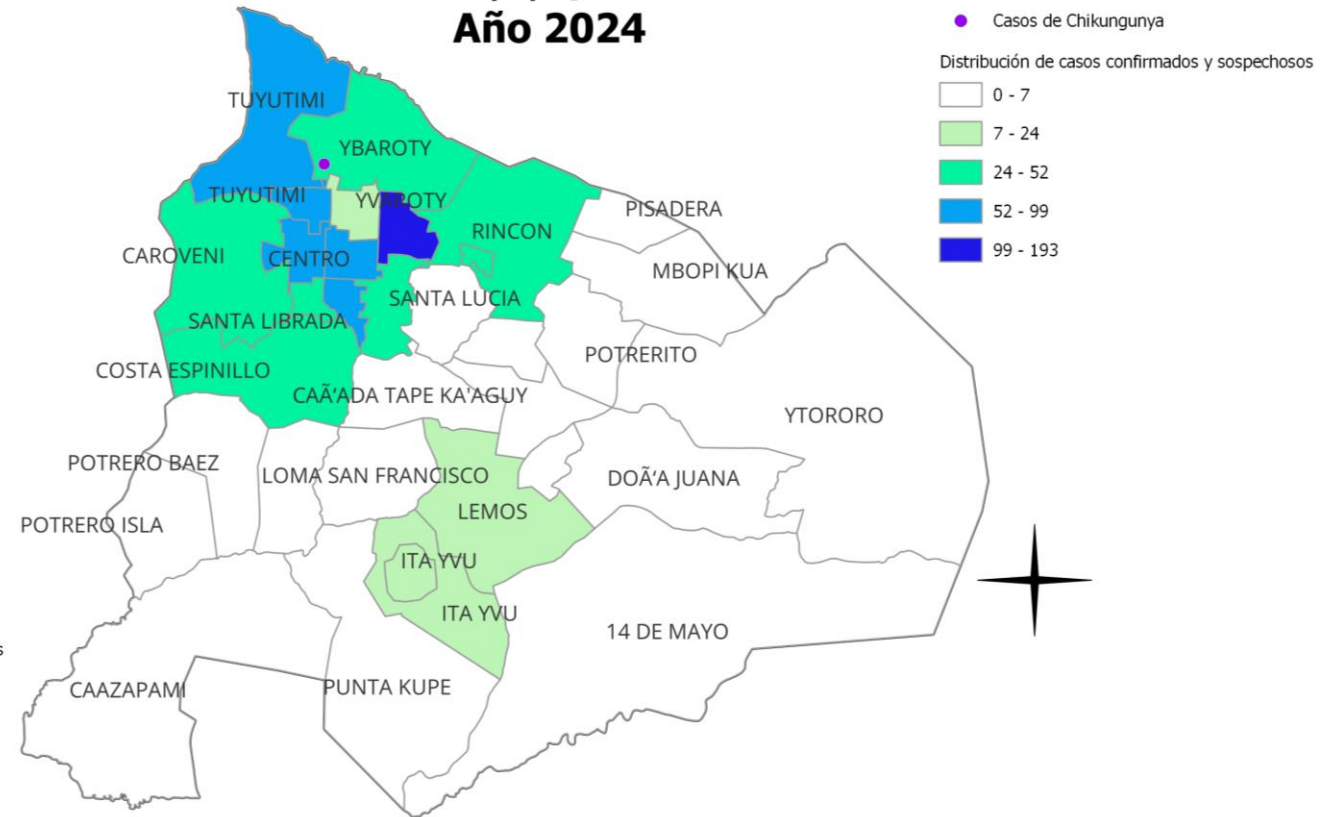 Año 2024
Casos de Chikungunya
Distribución de casos confirmados y sospechosos
0 - 7
7 - 24
24 - 52
52 - 99
99 - 193
TUYUTIMI
YBAROTY
TUYUTIMI
YVAROTY
PISADERA
RINCON
CAROVENI
CENTRO
MBOPI KUA
SANTA LUCIA
SANTA LIBRADA
POTRERITO
COSTA ESPINILLO
CAÃ‘ADA TAPE KA'AGUY
YTORORO
POTRERO BAEZ
LOMA SAN FRANCISCO
DOÃ‘A JUANA
LEMOS
POTRERO ISLA
ITA YVU
ITA YVU
14 DE MAYO
s
CAAZAPAMI
PUNTA KUPE